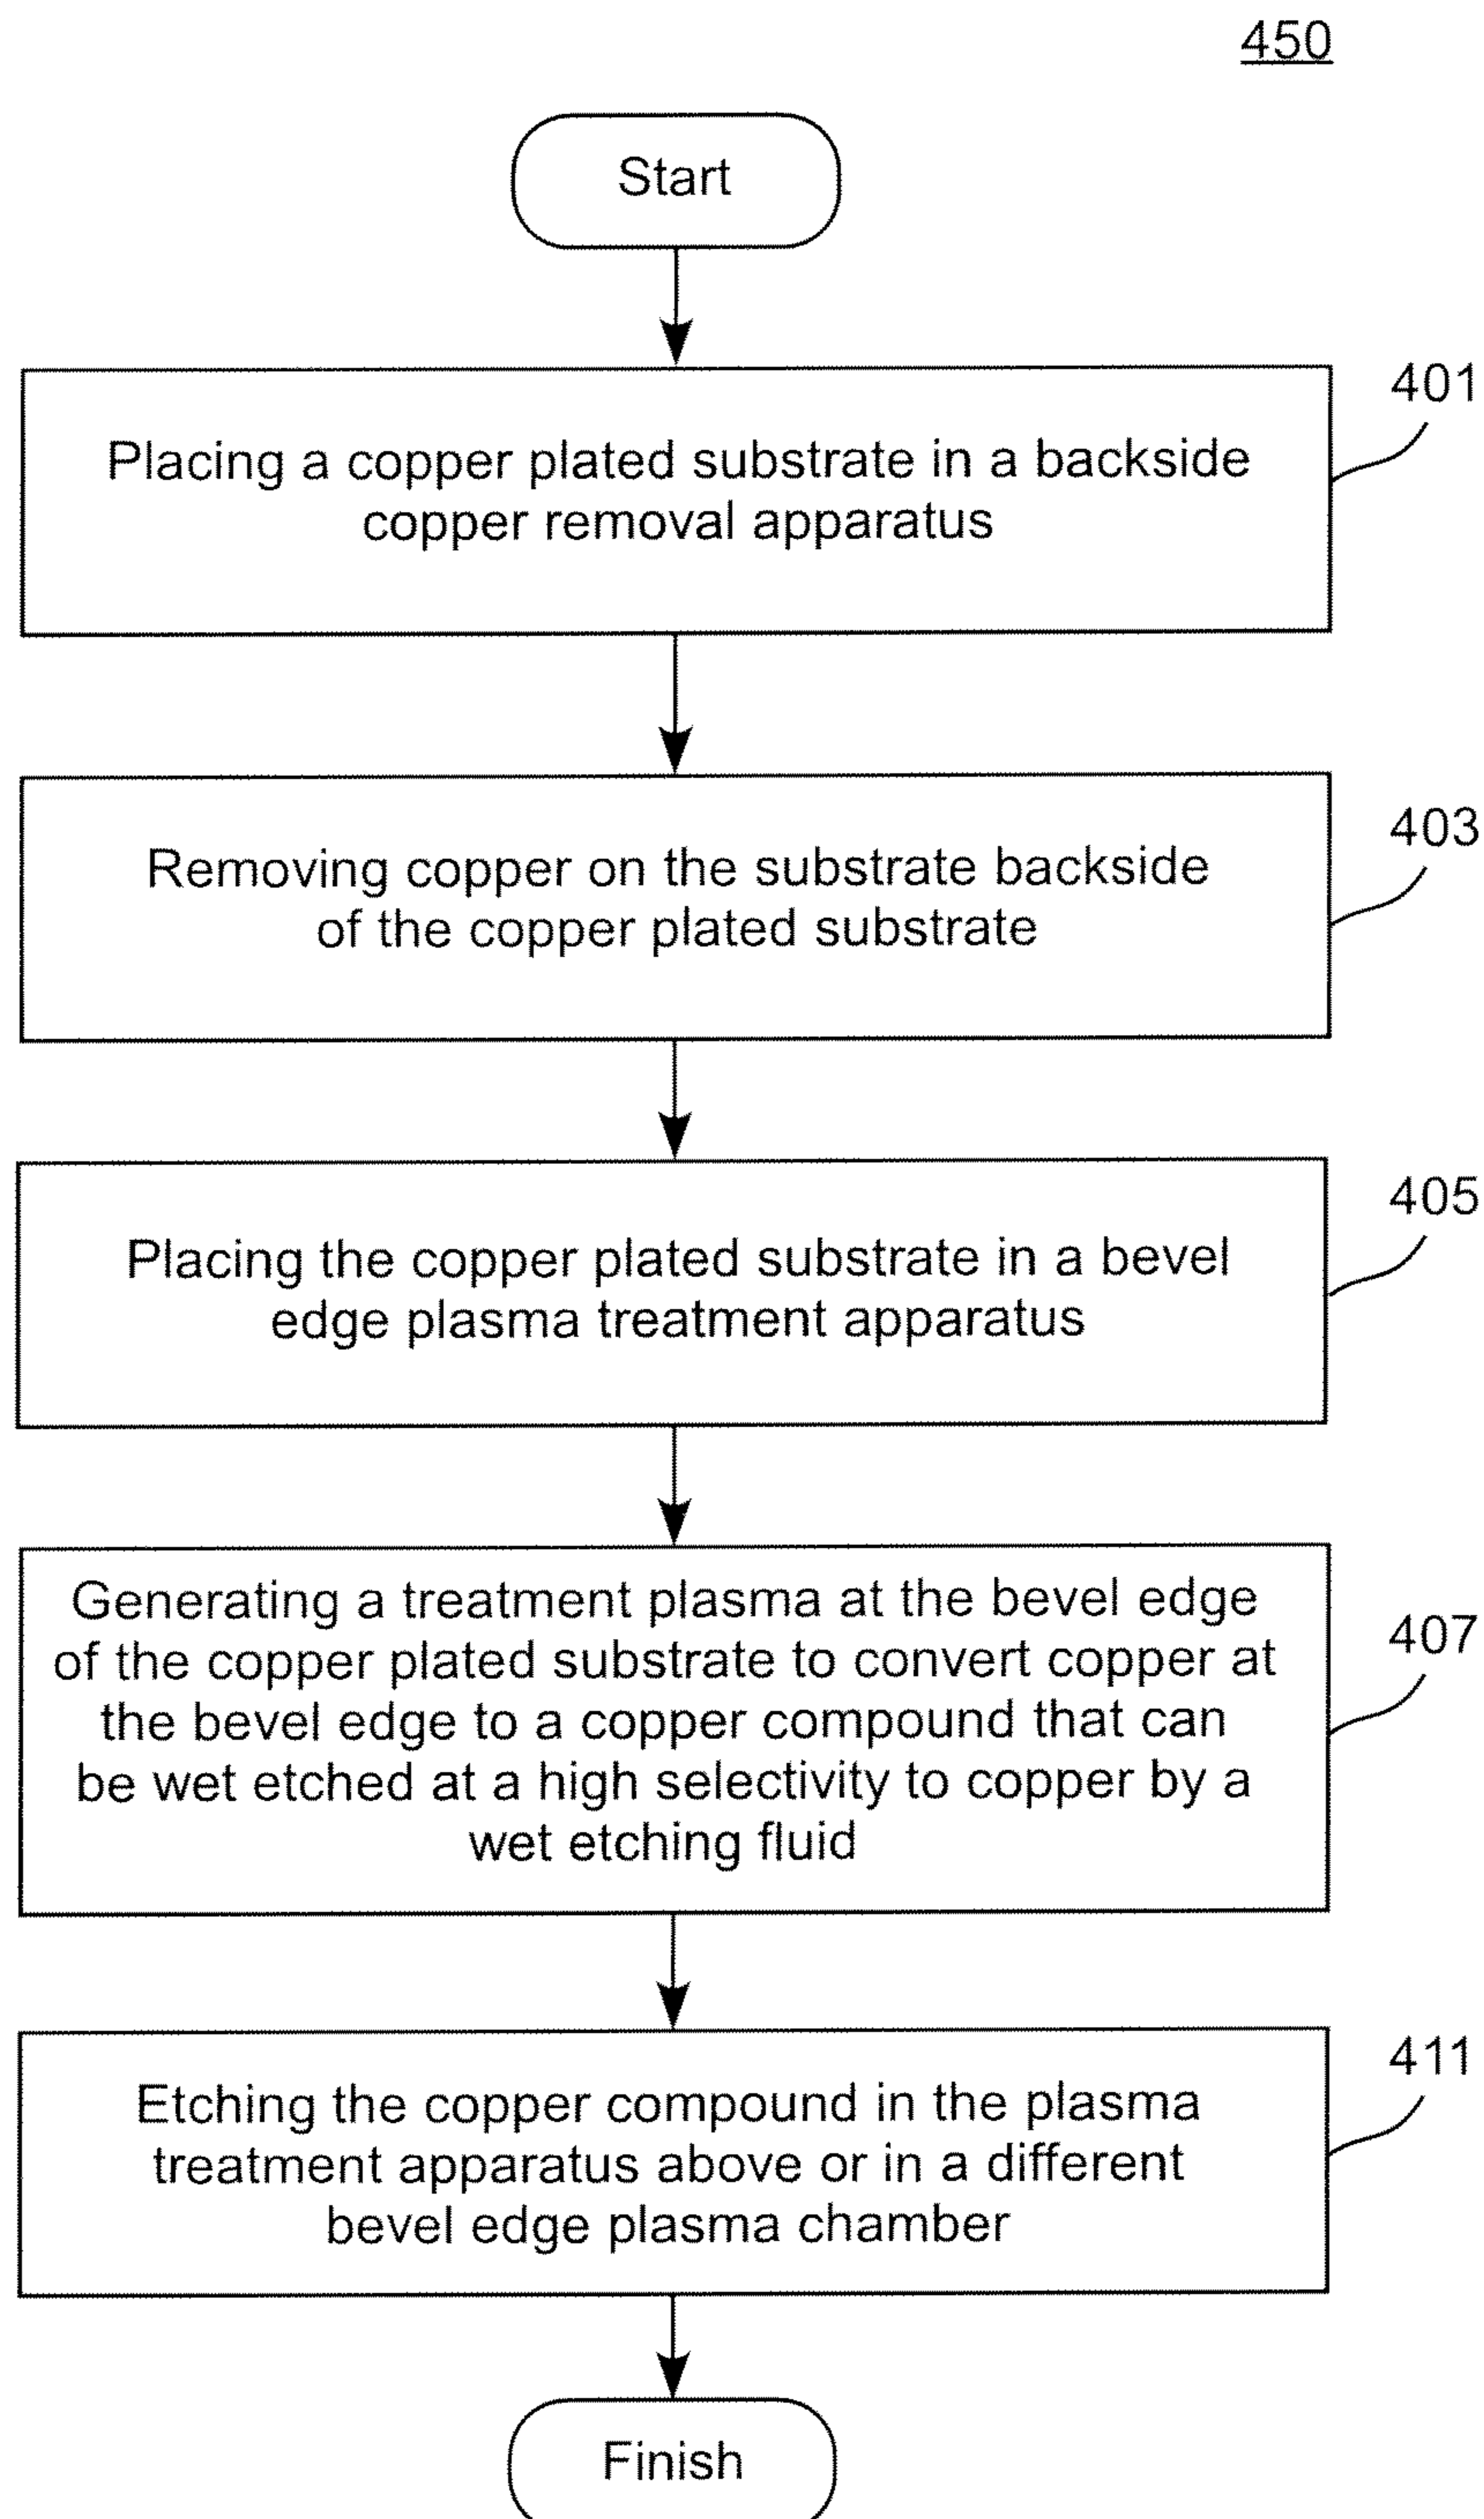 450
Start
401
Placing a copper plated substrate in a backside
copper removal apparatus
403
Removing copper on the substrate backside
of the copper plated substrate
405
Placing the copper plated substrate in a bevel
edge plasma treatment apparatus
407
Generating a treatment plasma at the bevel edge
of the copper plated substrate to convert copper at
the bevel edge to a copper compound that can
be wet etched at a high selectivity to copper by a
wet etching fluid
411
Etching the copper compound in the plasma
treatment apparatus above or in a different
bevel edge plasma chamber
Finish